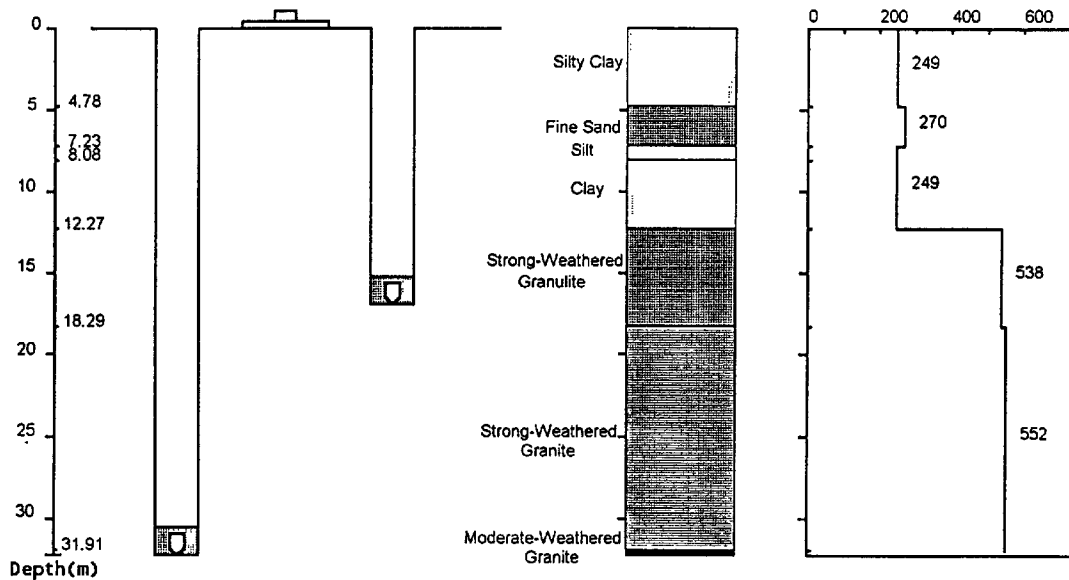 0
5
4.78
7.23
8.08
10
12.27
15
18.29
20
25
30
31.91
Depth(m)
Silty Clay
Fine Sand
Silt
Clay
Strong-Weathered
Granulite
Strong-Weathered
Granite
Moderate-Weathered
Granite
0 200 400 600
249
270
249
538
552